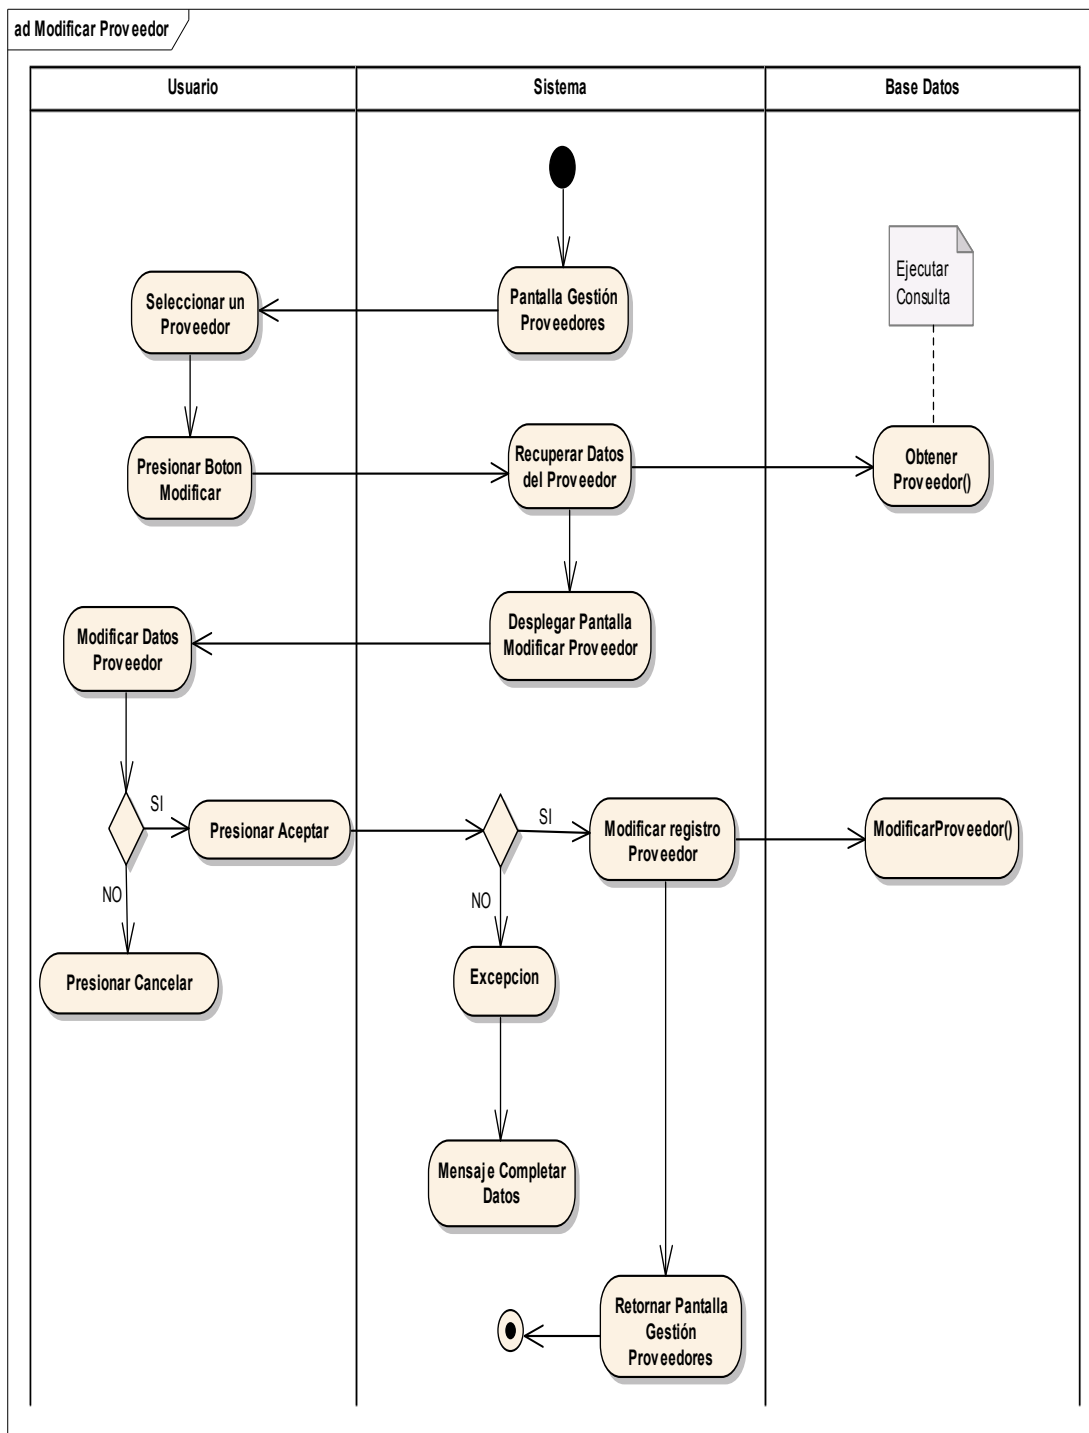 ad Modificar Proveedor
Usuario
Sistema
Base Datos
Ejecutar
Consulta
Seleccionar un
Proveedor
Pantalla Gestión
Proveedores
Presionar Boton
Modificar
Recuperar Datos
del Proveedor
Obtener
Proveedor()
Modificar Datos
Proveedor
Desplegar Pantalla
Modificar Proveedor
SI
Presionar Aceptar
SI
Modificar registro
Proveedor
ModificarProveedor()
NO
NO
Presionar Cancelar
Excepcion
Mensaje Completar
Datos
Retornar Pantalla
Gestión
Proveedores